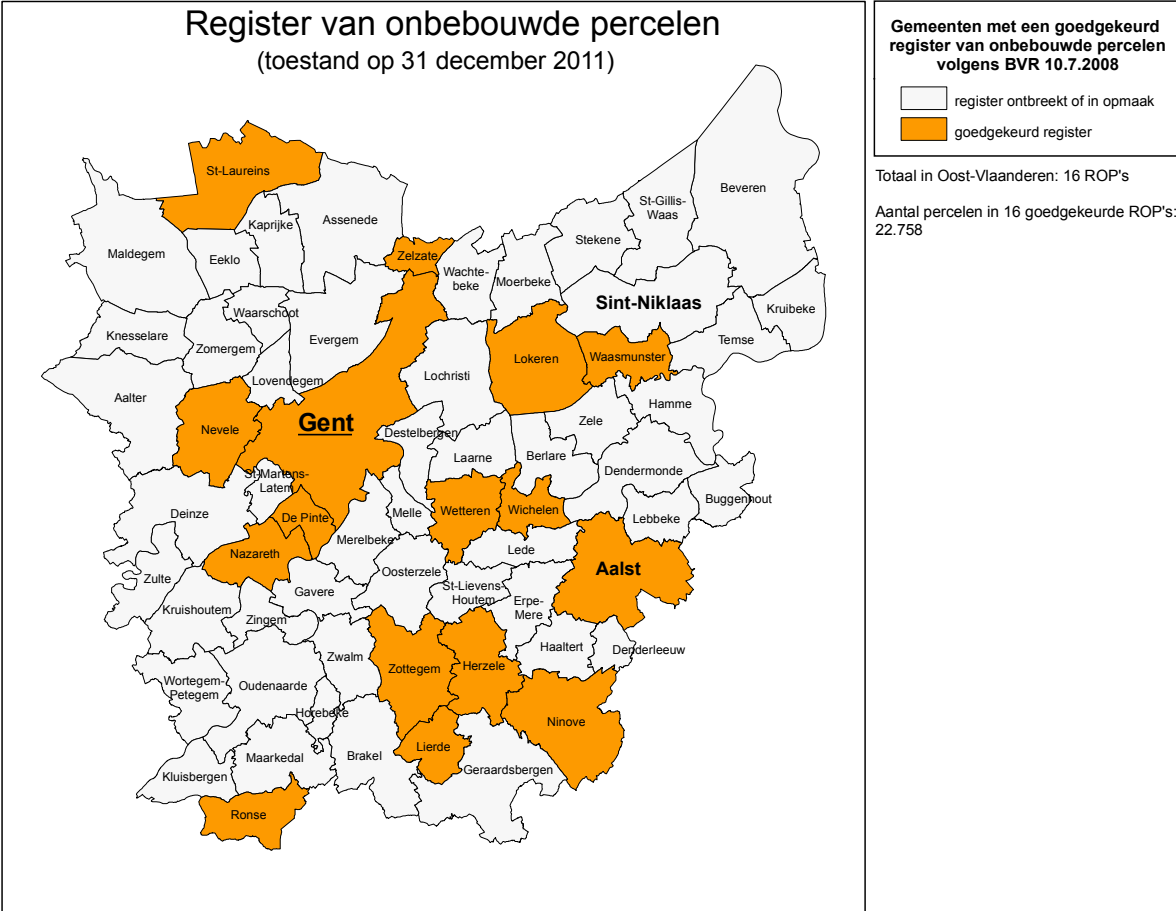 Register van onbebouwde percelen
(toestand op 31 december 2011)
Gemeenten met een goedgekeurd
register van onbebouwde percelen
volgens BVR 10.7.2008
register ontbreekt of in opmaak
goedgekeurd register
Totaal in Oost-Vlaanderen: 16 ROP's
Aantal percelen in 16 goedgekeurde ROP's:
22.758
St-Laureins
Beveren
St-Gillis-
Waas
Kaprijke
Assenede
Stekene
Maldegem
Eeklo
Zelzate
Wachte-
beke
Moerbeke
Sint-Niklaas
Kruibeke
Waarschoot
Knesselare
Zomergem
Evergem
Temse
Lokeren
Waasmunster
Lovendegem
Lochristi
Aalter
Hamme
Nevele
Gent
Zele
Destelbergen
Laarne
Berlare
Dendermonde
St-Martens-
Latem
Buggenhout
Deinze
De Pinte
Melle
Wetteren
Wichelen
Lebbeke
Merelbeke
Nazareth
Lede
Aalst
Oosterzele
Zulte
Gavere
St-Lievens-
Houtem
Erpe-
Mere
Kruishoutem
Zingem
Haaltert
Denderleeuw
Zwalm
Zottegem
Herzele
Wortegem-
Petegem
Oudenaarde
Horebeke
Ninove
Lierde
Maarkedal
Brakel
Geraardsbergen
Kluisbergen
Ronse